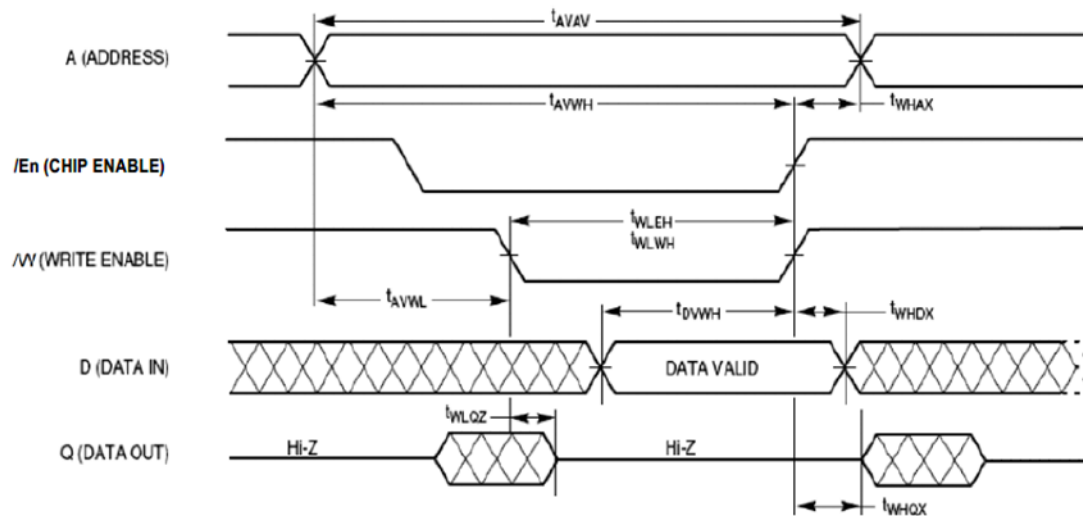 tAVAV
A (ADDRESS)
tAVWH
tWHAX
/En (CHIP ENABLE)
tWLEH
tWLWH
/W (WRITE ENABLE)
tAVWL
tDVWH
tWHDX
D (DATA IN)
DATA VALID
tWLQZ
Q (DATA OUT)
Hi-Z
Hi-Z
tWHQX